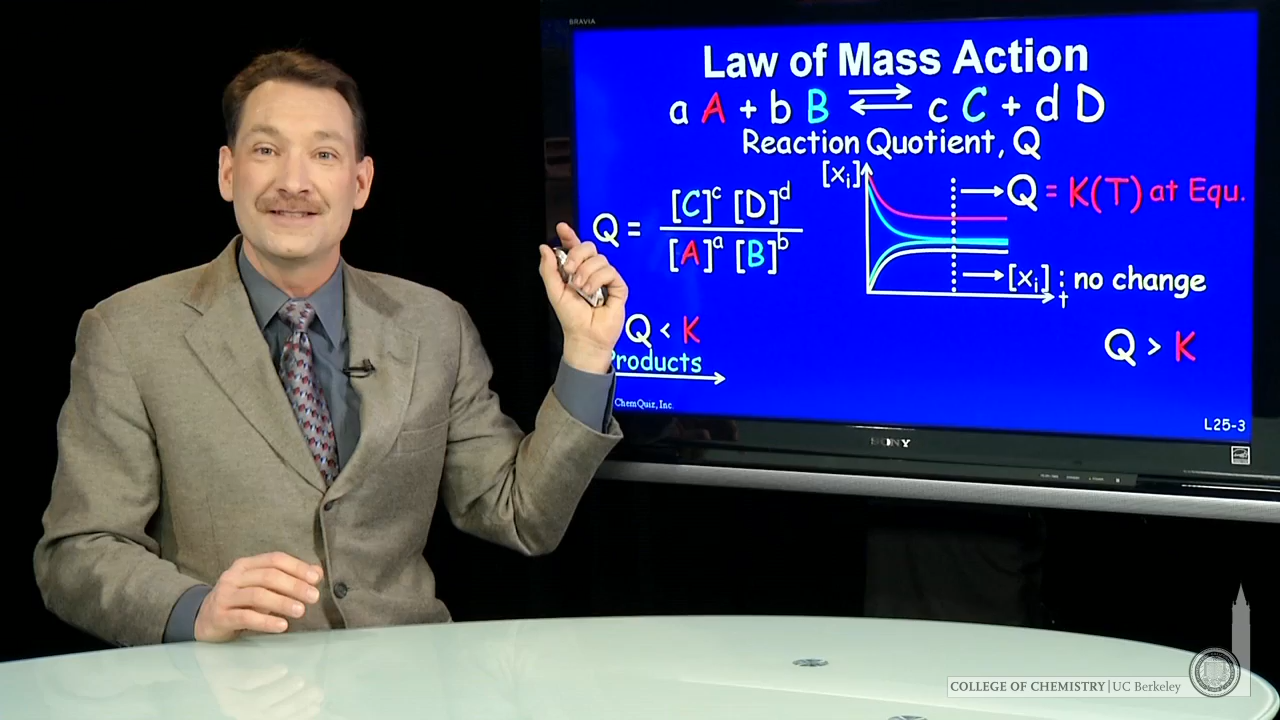 BRAVIA
Law of Mass Action
a A + b B ⇄ c C + d D
Reaction Quotient, Q
[xᵢ]
Q = K(T) at Equ.
Q = [C]ᶜ [D]ᵈ
[A]ᵃ [B]ᵇ
[xᵢ] : no change
t
Q < K
Q > K
Products
ChemQuiz, Inc.
L25-3
SONY
COLLEGE OF CHEMISTRY | UC Berkeley